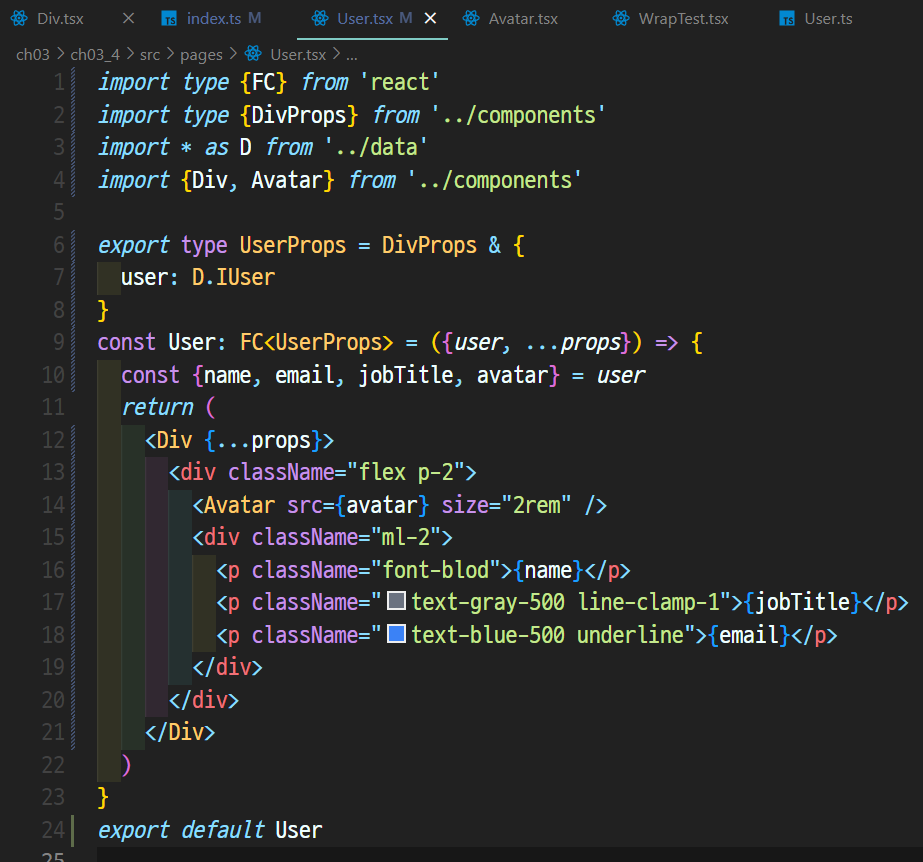 Div.tsx index.ts M User.tsx M Avatar.tsx WrapTest.tsx User.ts
ch03 > ch03_4 > src > pages > User.tsx > ...
1 import type {FC} from 'react'
2 import type {DivProps} from '../components'
3 import * as D from '../data'
4 import {Div, Avatar} from '../components'
5
6 export type UserProps = DivProps & {
7 user: D.IUser
8 }
9 const User: FC<UserProps> = ({user, ...props}) => {
10 const {name, email, jobTitle, avatar} = user
11 return (
12 <Div {...props}>
13 <div className="flex p-2">
14 <Avatar src={avatar} size="2rem" />
15 <div className="ml-2">
16 <p className="font-blod">{name}</p>
17 <p className="text-gray-500 line-clamp-1">{jobTitle}</p>
18 <p className="text-blue-500 underline">{email}</p>
19 </div>
20 </div>
21 </Div>
22 )
23 }
24 export default User
25